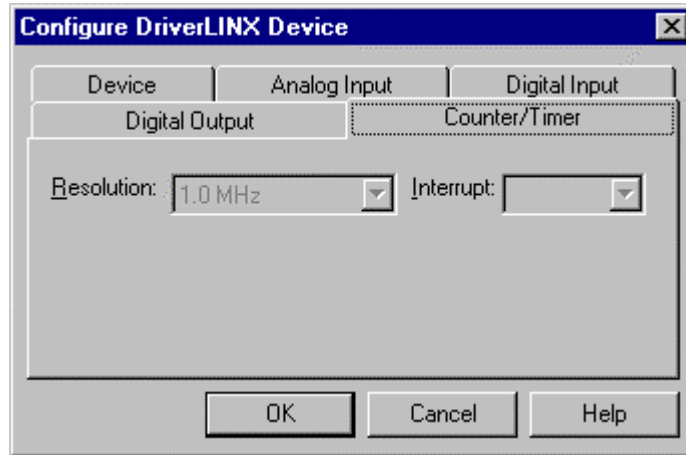 Configure DriverLINX Device
Device Analog Input Digital Input
Digital Output Counter/Timer
Resolution: 1.0 MHz Interrupt:
OK Cancel Help